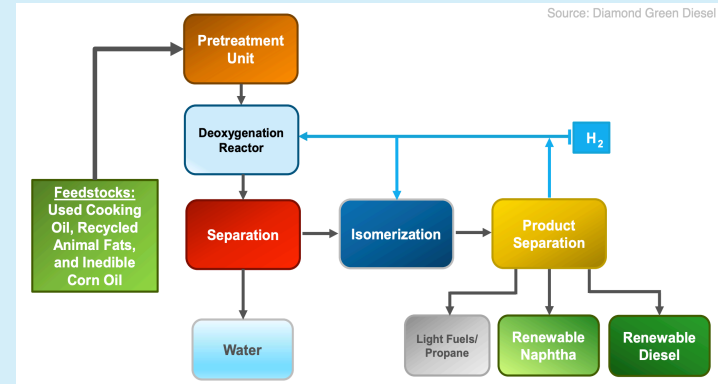 Source: Diamond Green Diesel
Pretreatment
Unit
Deoxygenation
Reactor
H2
Feedstocks:
Used Cooking
Oil, Recycled
Animal Fats,
and Inedible
Corn Oil
Separation
Isomerization
Product
Separation
Water
Light Fuels/
Propane
Renewable
Naphtha
Renewable
Diesel